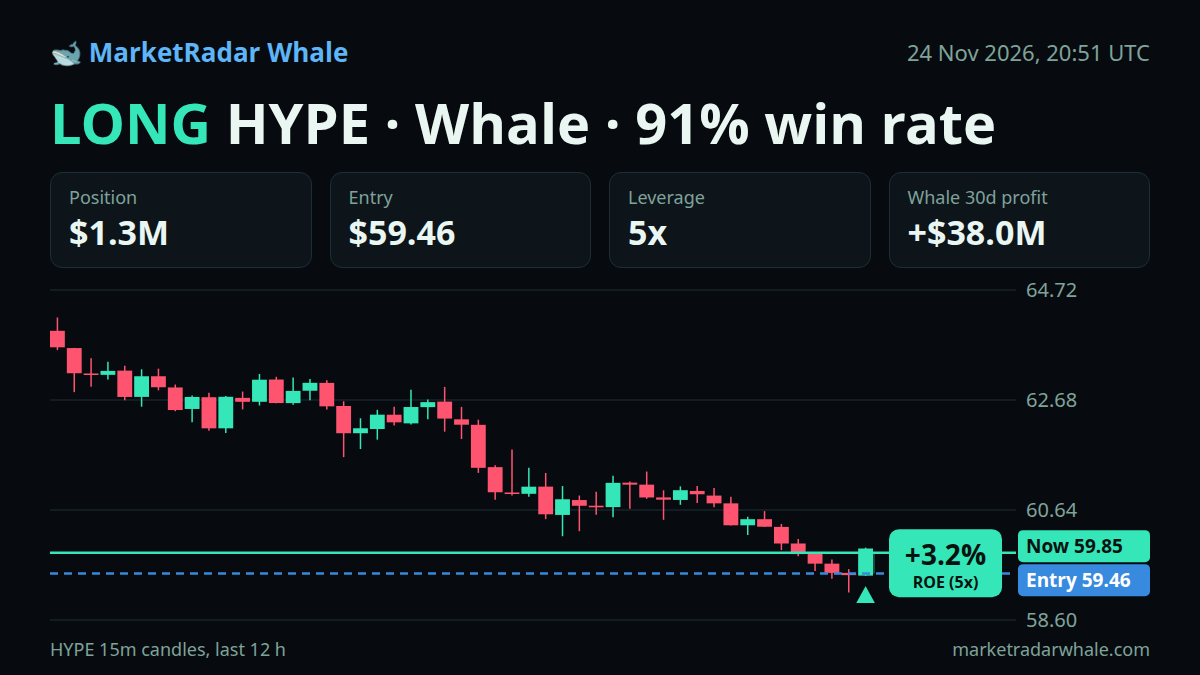 MarketRadar Whale
24 Nov 2026, 20:51 UTC
LONG HYPE · Whale · 91% win rate
Position
$1.3M
Entry
$59.46
Leverage
5x
Whale 30d profit
+$38.0M
64.72
62.68
60.64
+3.2%
ROE (5x)
Now 59.85
Entry 59.46
58.60
HYPE 15m candles, last 12 h
marketradarwhale.com